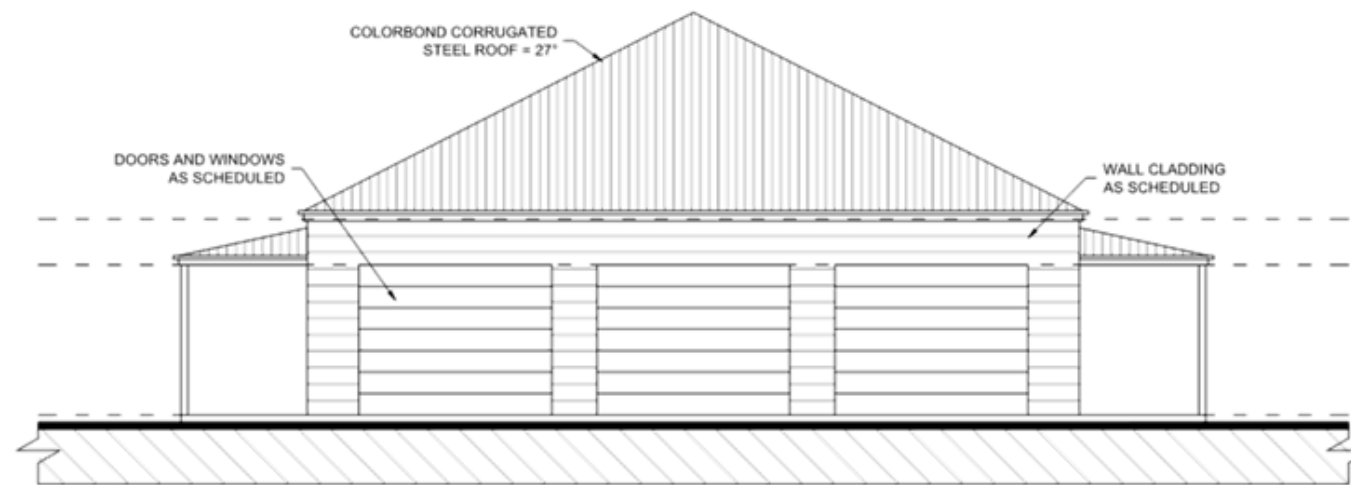 COLORBOND CORRUGATED
STEEL ROOF = 27°
DOORS AND WINDOWS
AS SCHEDULED
WALL CLADDING
AS SCHEDULED